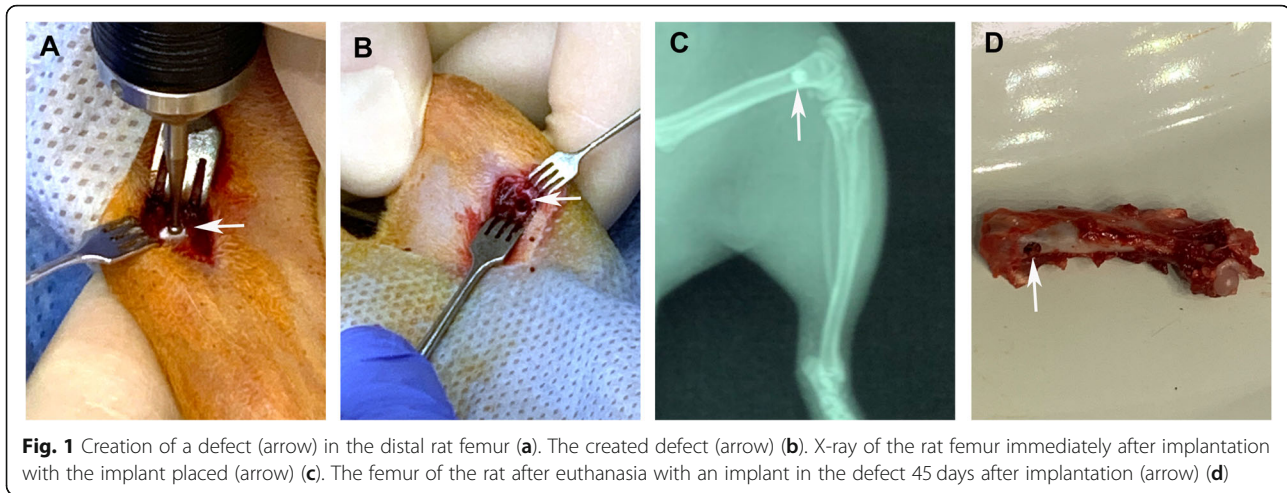 A
B
C
D
Fig. 1 Creation of a defect (arrow) in the distal rat femur (a). The created defect (arrow) (b). X-ray of the rat femur immediately after implantation
with the implant placed (arrow) (c). The femur of the rat after euthanasia with an implant in the defect 45 days after implantation (arrow) (d)